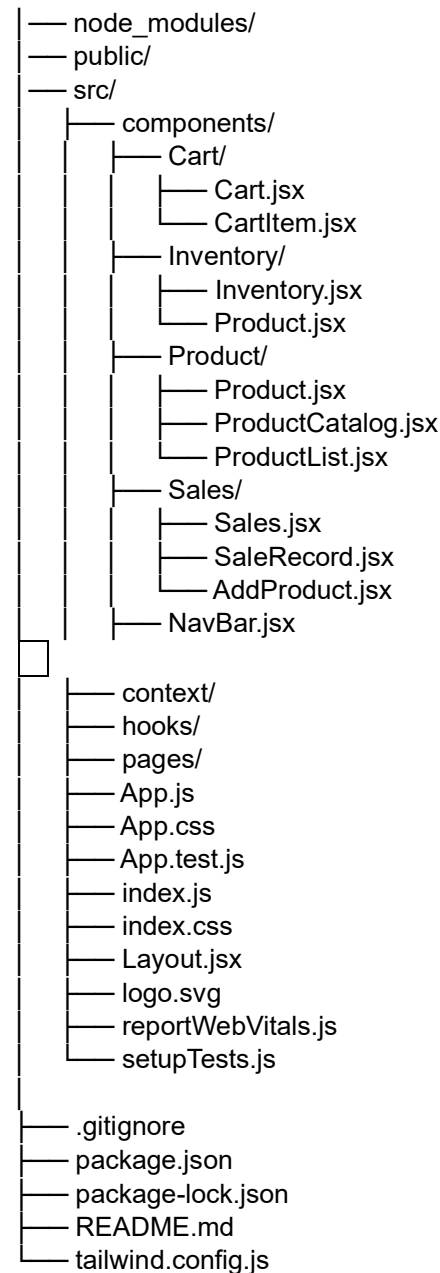 node_modules/
public/
src/
components/
Cart/
Cart.jsx
CartItem.jsx
Inventory/
Inventory.jsx
Product.jsx
Product/
Product.jsx
ProductCatalog.jsx
ProductList.jsx
Sales/
Sales.jsx
SaleRecord.jsx
AddProduct.jsx
NavBar.jsx
context/
hooks/
pages/
App.js
App.css
App.test.js
index.js
index.css
Layout.jsx
logo.svg
reportWebVitals.js
setupTests.js
.gitignore
package.json
package-lock.json
README.md
tailwind.config.js